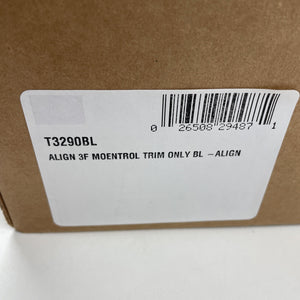 0 26508 29487 1
T3290BL
ALIGN 3F MOENTROL TRIM ONLY BL -ALIGN